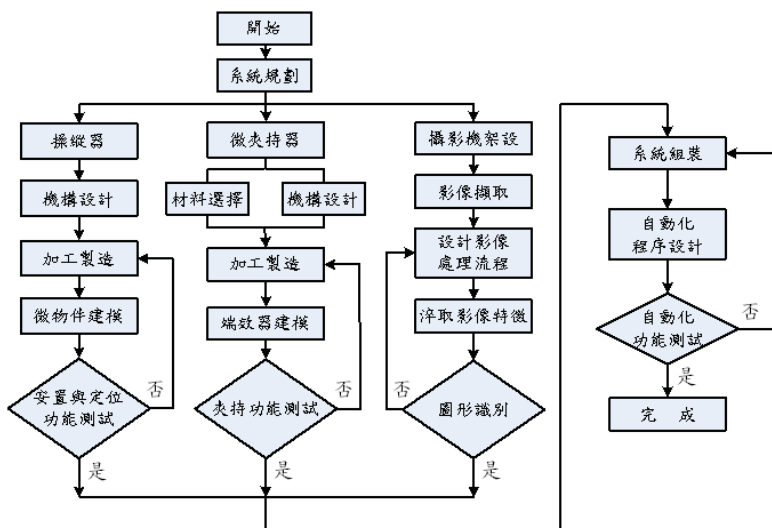 開始
系統規劃
操縱器
機構設計
加工製造
微物件建模
安置與定位
功能測試
否
是
微夾持器
材料選擇
機構設計
加工製造
端效器建模
夾持功能測試
否
是
攝影機架設
影像擷取
設計影像
處理流程
淬取影像特徵
圖形識別
否
是
系統組裝
自動化
程序設計
自動化
功能測試
否
是
完 成